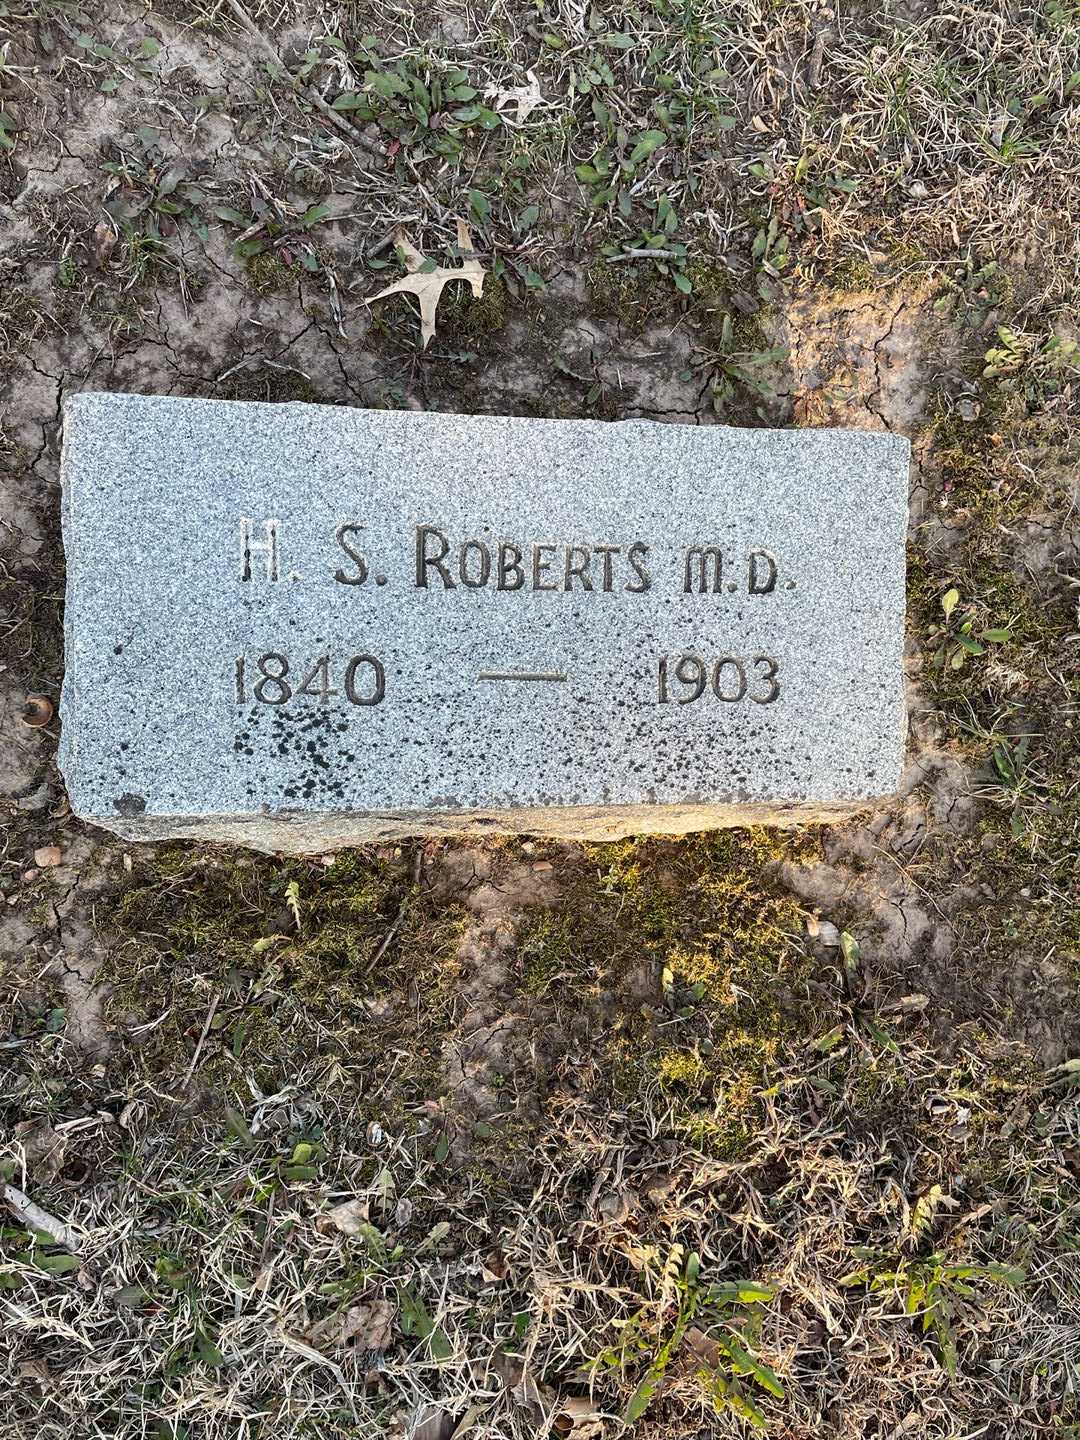 H. S. Roberts M.D.
1840 — 1903